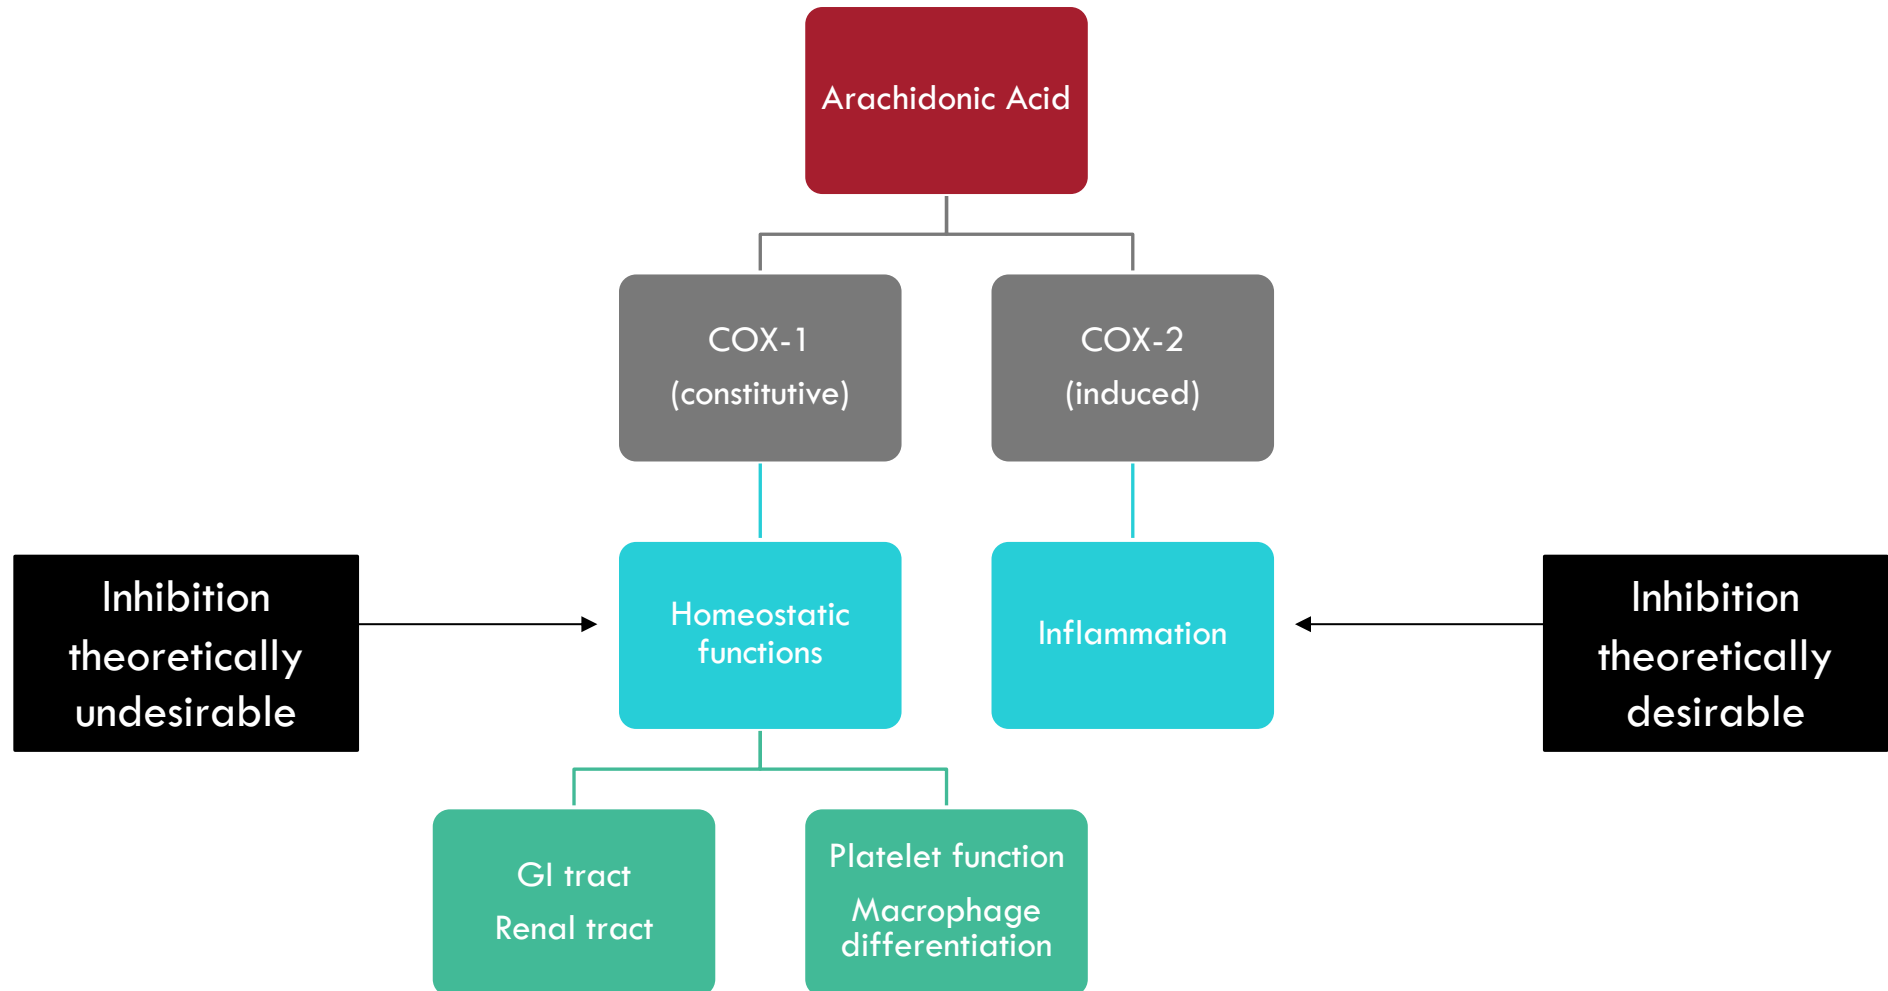 Arachidonic Acid
COX-1
(constitutive)
COX-2
(induced)
Inhibition
theoretically
undesirable
Homeostatic
functions
Inflammation
Inhibition
theoretically
desirable
GI tract
Renal tract
Platelet function
Macrophage
differentiation